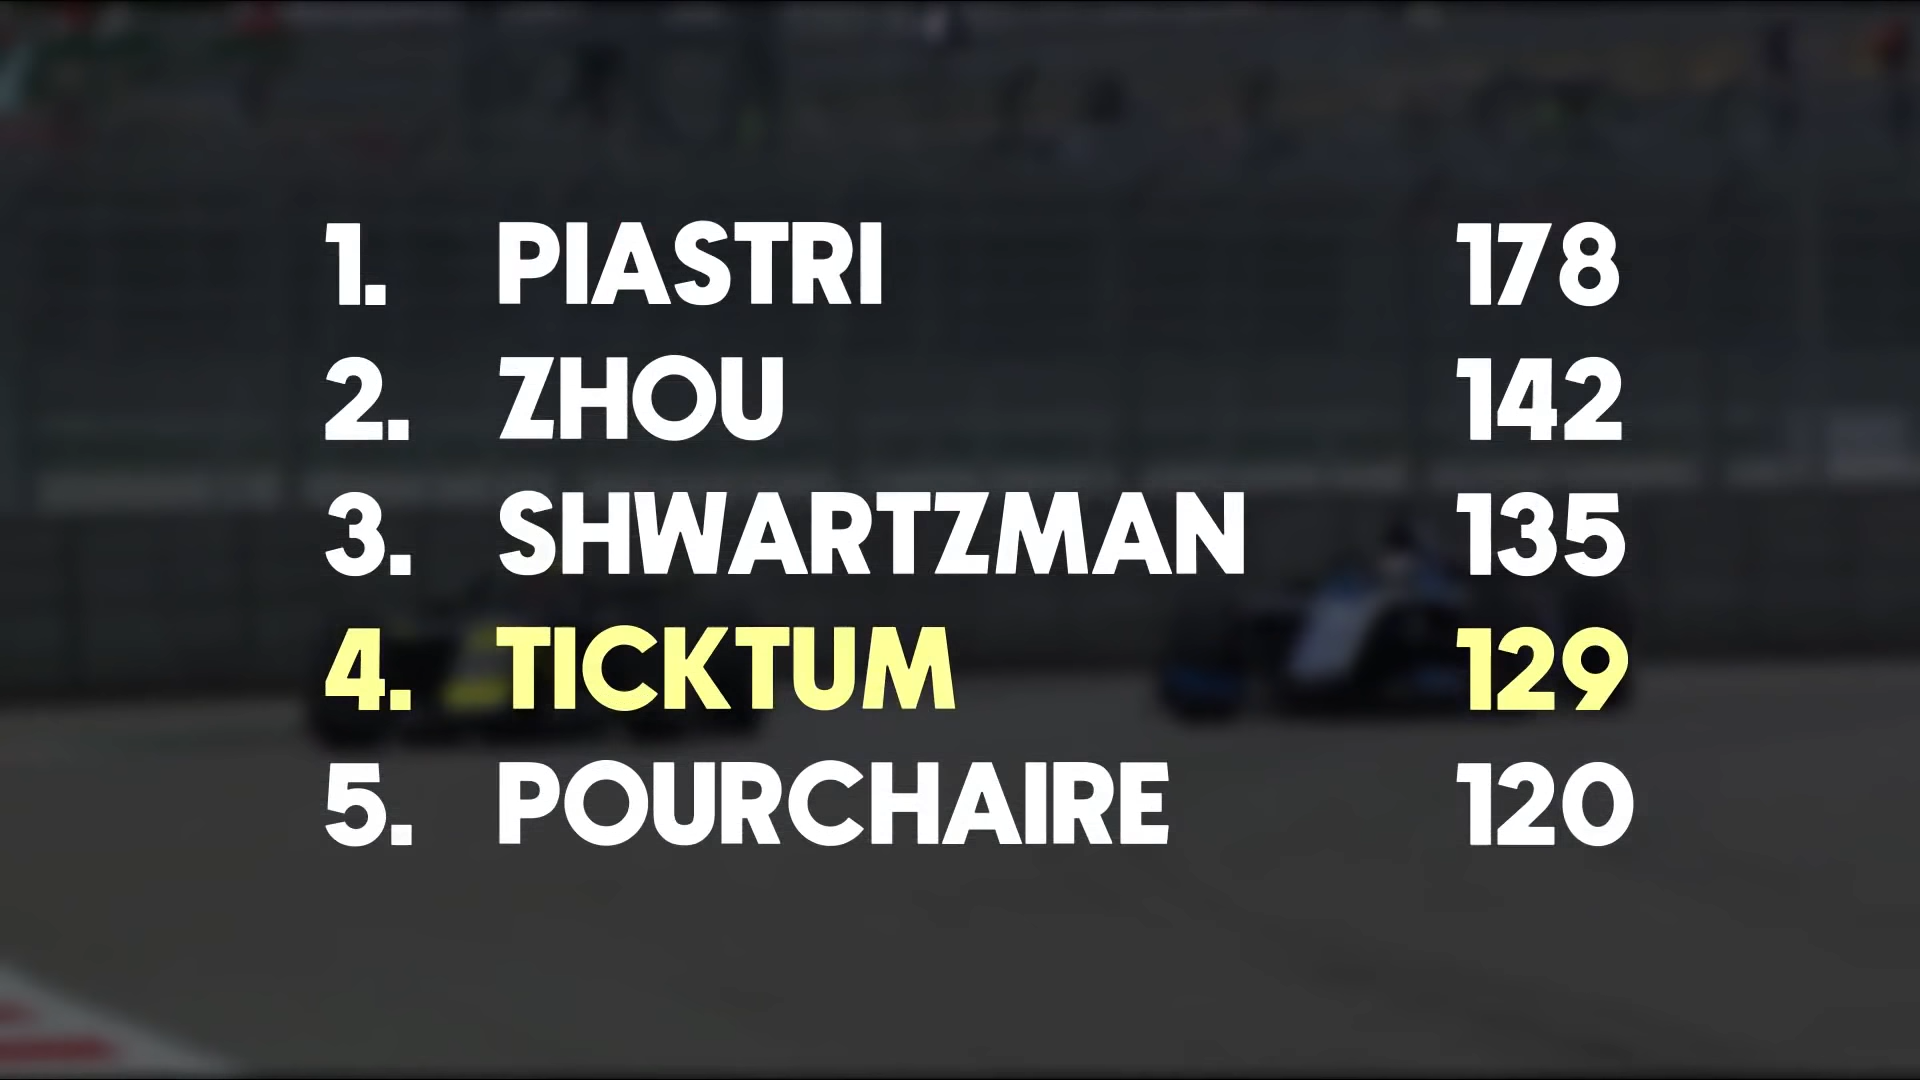 1. PIASTRI 178
2. ZHOU 142
3. SHWARTZMAN 135
4. TICKTUM 129
5. POURCHAIRE 120